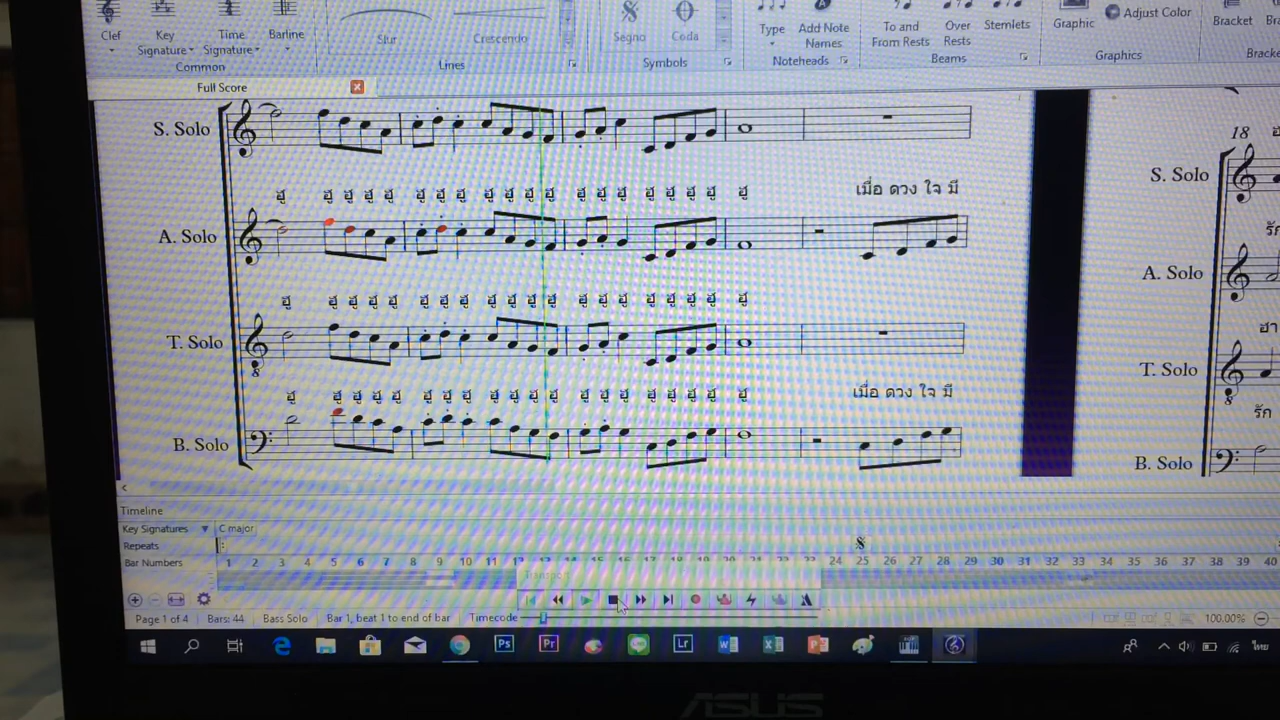 Clef
Key Signature
Time Signature
Barline
Common
Slur
Crescendo
Lines
Segno
Coda
Symbols
Type
Add Note Names
Noteheads
To and From Rests
Over Rests
Stemlets
Beams
Graphic
Adjust Color
Graphics
Bracket
Full Score
S. Solo
ฮู ฮู ฮู ฮู ฮู ฮู ฮู ฮู ฮู ฮู ฮู ฮู ฮู ฮู ฮู ฮู ฮู ฮู ฮู เมื่อ ดวง ใจ มี
A. Solo
ฮู ฮู ฮู ฮู ฮู ฮู ฮู ฮู ฮู ฮู ฮู ฮู ฮู ฮู ฮู ฮู ฮู ฮู ฮู ฮู
T. Solo
8
ฮู ฮู ฮู ฮู ฮู ฮู ฮู ฮู ฮู ฮู ฮู ฮู ฮู ฮู ฮู ฮู ฮู ฮู ฮู ฮู เมื่อ ดวง ใจ มี
B. Solo
18
S. Solo
A. Solo
ฮา
T. Solo
8
รัก
B. Solo
Timeline
Key Signatures C major
Repeats
Bar Numbers 1 2 3 4 5 6 7 8 9 10 11 24 25 26 27 28 29 30 31 32 33 34 35 36 37 38 39 40
Page 1 of 4 Bars: 44 Bass Solo Bar 1, beat 1 to end of bar Timecode 100.00%
Ps Pr Lr ไทย
ASUS